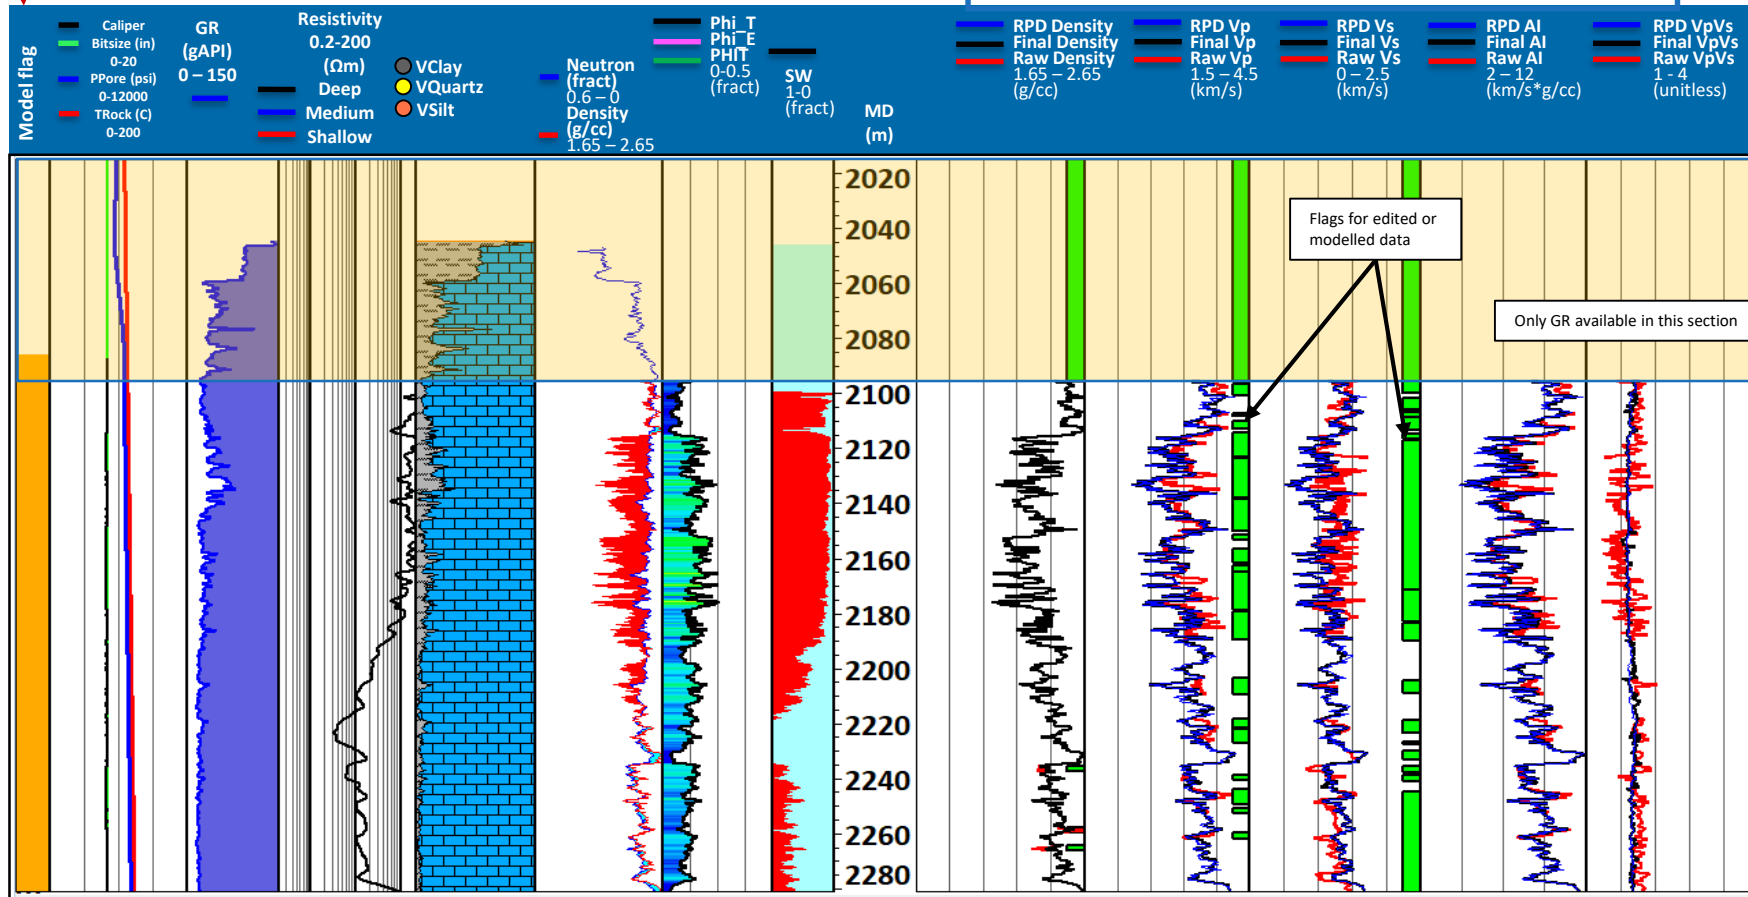 Model flag
Caliper
Bitsize (in)
0-20
PPore (psi)
0-12000
TRock (C)
0-200
GR
(gAPI)
0 – 150
Resistivity
0.2-200
(Ωm)
Deep
Medium
Shallow
VClay
VQuartz
VSilt
Neutron
(fract)
0.6 – 0
Density
(g/cc)
1.65 – 2.65
Phi_T
Phi_E
PHIT
0-0.5
(fract)
SW
1-0
(fract)
MD
(m)
RPD Density
Final Density
Raw Density
1.65 - 2.65
(g/cc)
RPD Vp
Final Vp
Raw Vp
1.5 – 4.5
(km/s)
RPD Vs
Final Vs
Raw Vs
0 – 2.5
(km/s)
RPD AI
Final AI
Raw AI
2 – 12
(km/s*g/cc)
RPD VpVs
Final VpVs
Raw VpVs
1 - 4
(unitless)
2020
2040
2060
2080
2100
2120
2140
2160
2180
2200
2220
2240
2260
2280
Flags for edited or
modelled data
Only GR available in this section